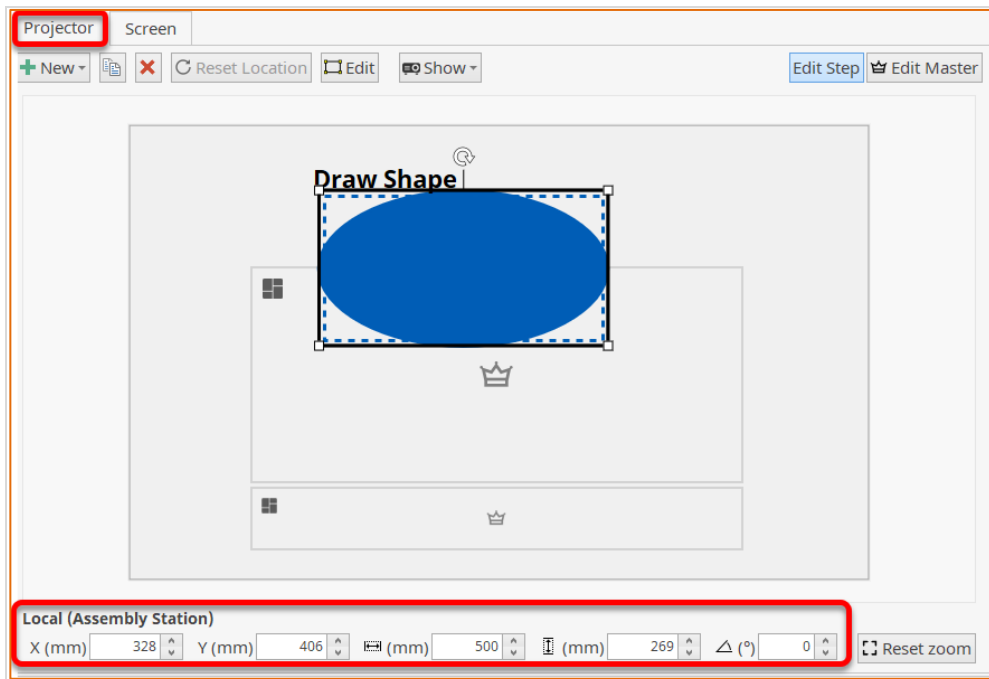 Projector Screen
New Reset Location Edit Show Edit Step Edit Master
Draw Shape
Local (Assembly Station)
X (mm) 328 Y (mm) 406 (mm) 500 (mm) 269 (°) 0 Reset zoom